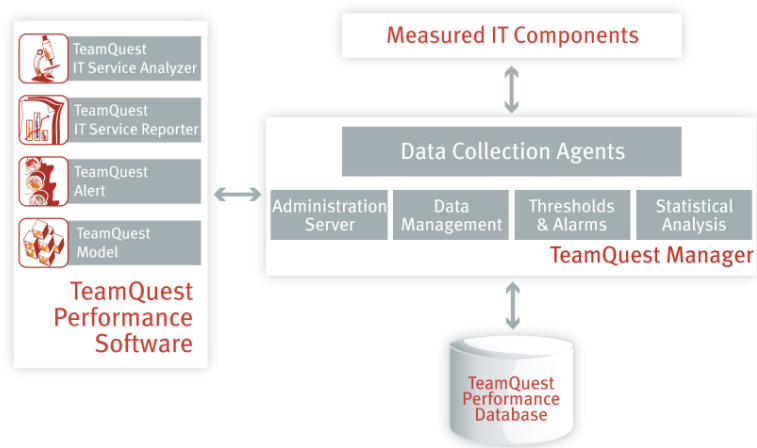 TeamQuest
IT Service Analyzer
TeamQuest
IT Service Reporter
TeamQuest
Alert
TeamQuest
Model
TeamQuest
Performance
Software
Measured IT Components
Data Collection Agents
Administration
Server
Data
Management
Thresholds
& Alarms
Statistical
Analysis
TeamQuest Manager
TeamQuest
Performance
Database